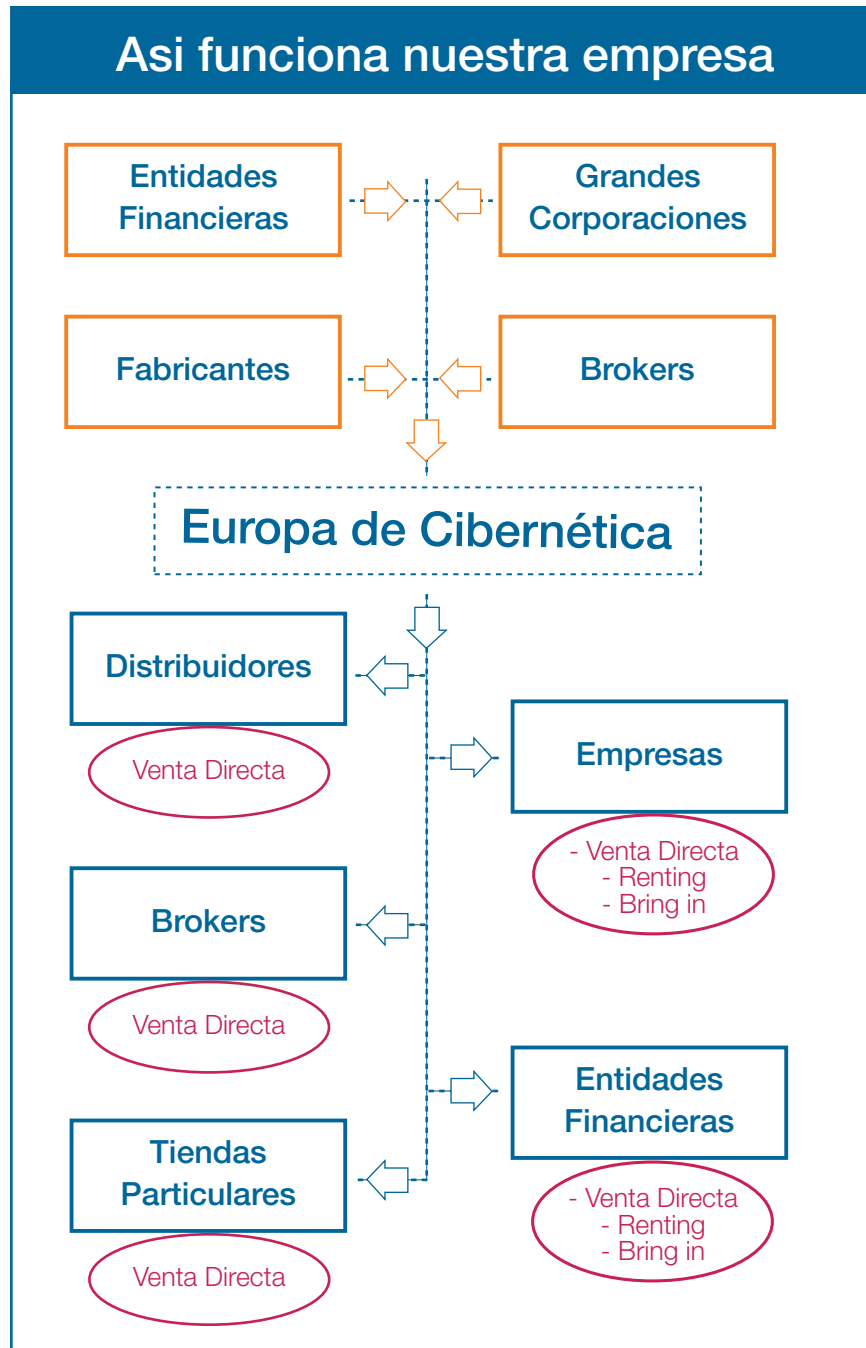 Asi funciona nuestra empresa
Entidades
Financieras
Grandes
Corporaciones
Fabricantes
Brokers
Europa de Cibernética
Distribuidores
Venta Directa
Empresas
- Venta Directa
- Renting
- Bring in
Brokers
Venta Directa
Entidades
Financieras
- Venta Directa
- Renting
- Bring in
Tiendas
Particulares
Venta Directa